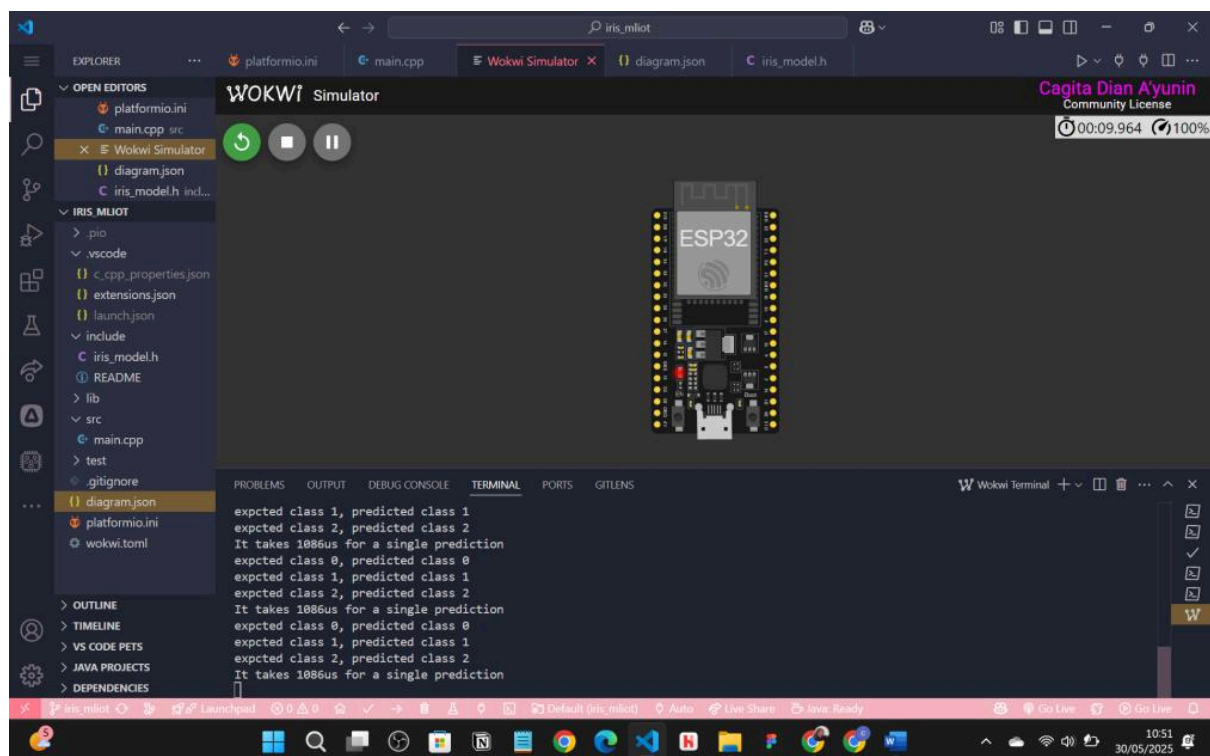 iris_mliot
EXPLORER
platformio.ini
main.cpp
Wokwi Simulator
diagram.json
iris_model.h
OPEN EDITORS
platformio.ini
main.cpp src
Wokwi Simulator
diagram.json
iris_model.h incl...
IRIS_MLIOT
.pio
.vscode
c_cpp_properties.json
extensions.json
launch.json
include
iris_model.h
README
lib
src
main.cpp
test
.gitignore
diagram.json
platformio.ini
wokwi.toml
OUTLINE
TIMELINE
VS CODE PETS
JAVA PROJECTS
DEPENDENCIES
WOKWI Simulator
Cagita Dian A'yunin
Community License
00:09.964 100%
ESP32
PROBLEMS OUTPUT DEBUG CONSOLE TERMINAL PORTS GITLENS
Wokwi Terminal
expcted class 1, predicted class 1
expcted class 2, predicted class 2
It takes 1086us for a single prediction
expcted class 0, predicted class 0
expcted class 1, predicted class 1
expcted class 2, predicted class 2
It takes 1086us for a single prediction
expcted class 0, predicted class 0
expcted class 1, predicted class 1
expcted class 2, predicted class 2
It takes 1086us for a single prediction
iris_mliot Launchpad 0 0 0 Default (iris_mliot) Auto Live Share Java: Ready Go Live Go Live
5
10:51
30/05/2025